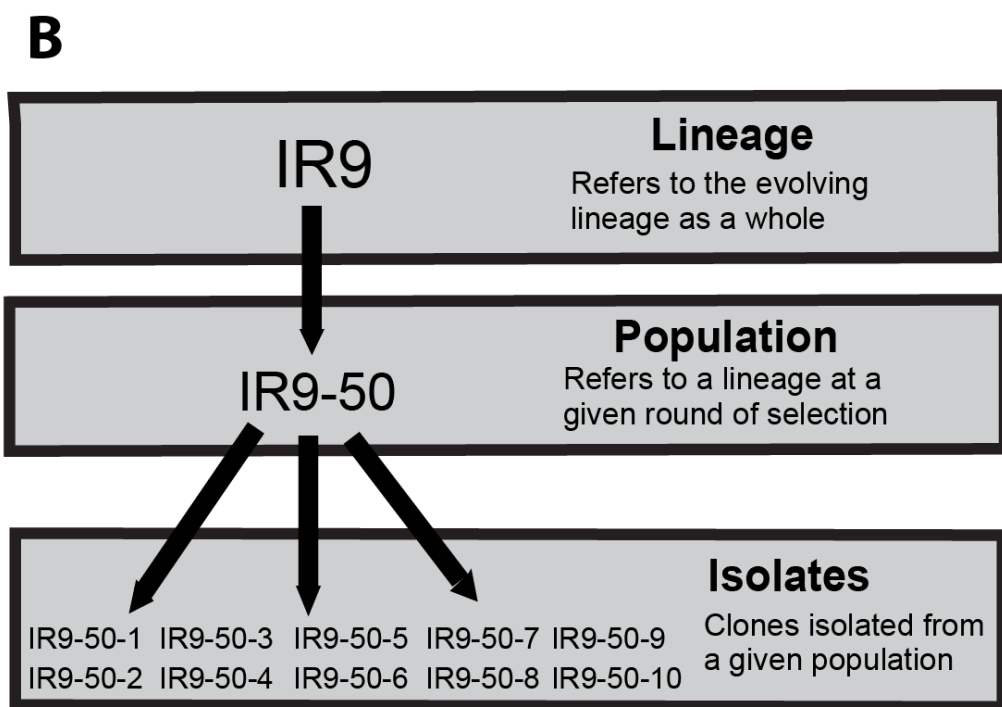 B
IR9
Lineage
Refers to the evolving
lineage as a whole
IR9-50
Population
Refers to a lineage at a
given round of selection
Isolates
Clones isolated from
a given population
IR9-50-1 IR9-50-3 IR9-50-5 IR9-50-7 IR9-50-9
IR9-50-2 IR9-50-4 IR9-50-6 IR9-50-8 IR9-50-10